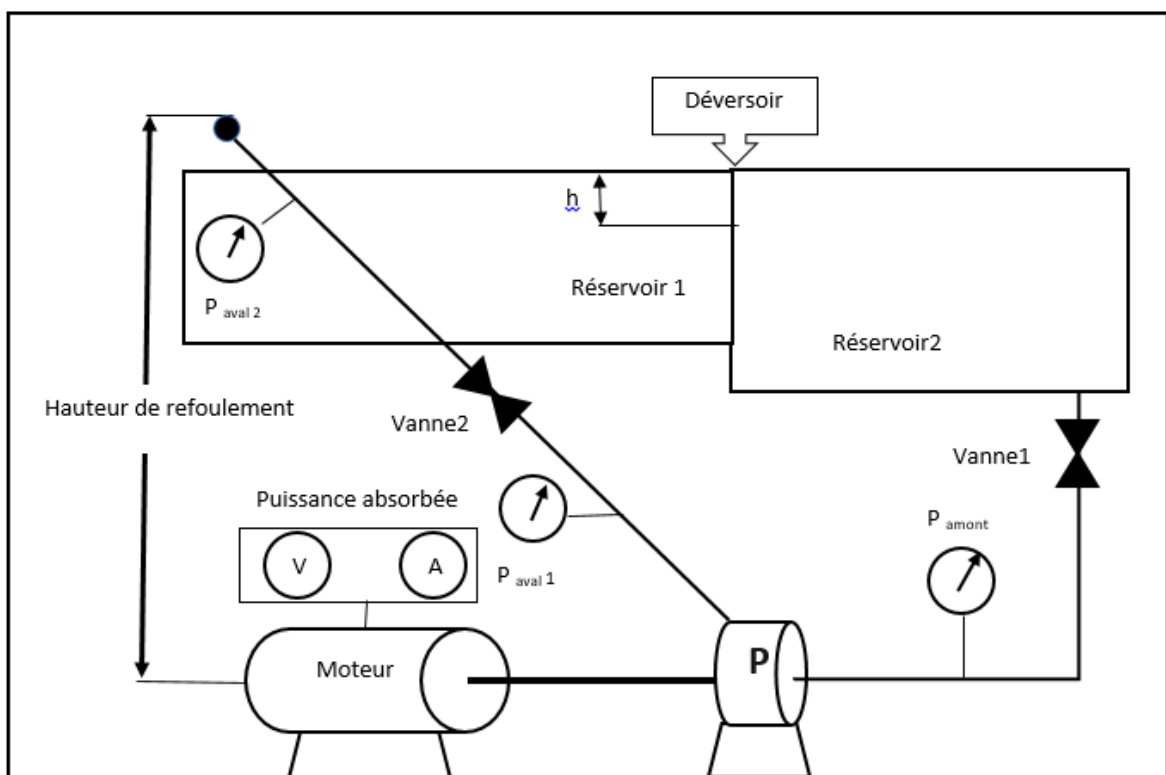 Déversoir
h
Réservoir 1
P aval 2
Réservoir2
Hauteur de refoulement
Vanne2
Vanne1
Puissance absorbée
P amont
V
A
P aval 1
Moteur
P